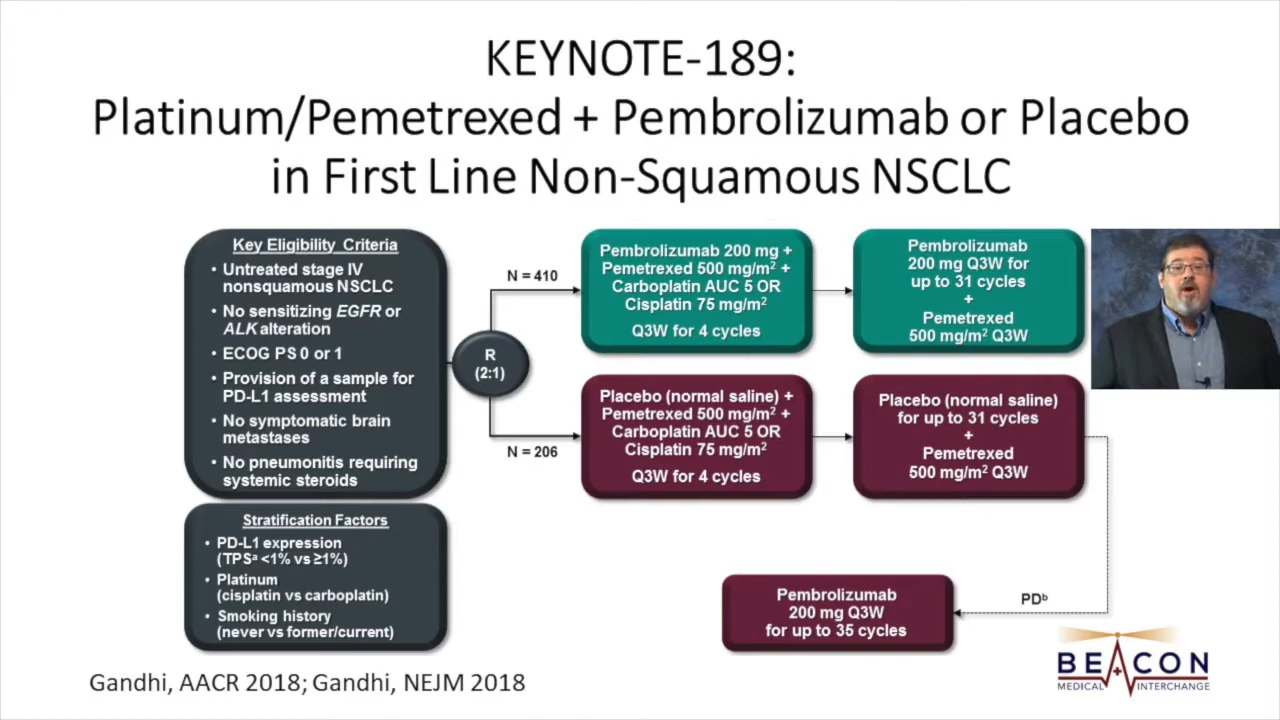 KEYNOTE-189:
Platinum/Pemetrexed + Pembrolizumab or Placebo
in First Line Non-Squamous NSCLC
Key Eligibility Criteria
• Untreated stage IV
nonsquamous NSCLC
• No sensitizing EGFR or
ALK alteration
• ECOG PS 0 or 1
• Provision of a sample for
PD-L1 assessment
• No symptomatic brain
metastases
• No pneumonitis requiring
systemic steroids
Stratification Factors
• PD-L1 expression
(TPSᵃ <1% vs ≥1%)
• Platinum
(cisplatin vs carboplatin)
• Smoking history
(never vs former/current)
R
(2:1)
N = 410
Pembrolizumab 200 mg +
Pemetrexed 500 mg/m² +
Carboplatin AUC 5 OR
Cisplatin 75 mg/m²
Q3W for 4 cycles
Pembrolizumab
200 mg Q3W for
up to 31 cycles
+
Pemetrexed
500 mg/m² Q3W
N = 206
Placebo (normal saline) +
Pemetrexed 500 mg/m² +
Carboplatin AUC 5 OR
Cisplatin 75 mg/m²
Q3W for 4 cycles
Placebo (normal saline)
for up to 31 cycles
+
Pemetrexed
500 mg/m² Q3W
PDᵇ
Pembrolizumab
200 mg Q3W
for up to 35 cycles
Gandhi, AACR 2018; Gandhi, NEJM 2018
BEACON
MEDICAL INTERCHANGE